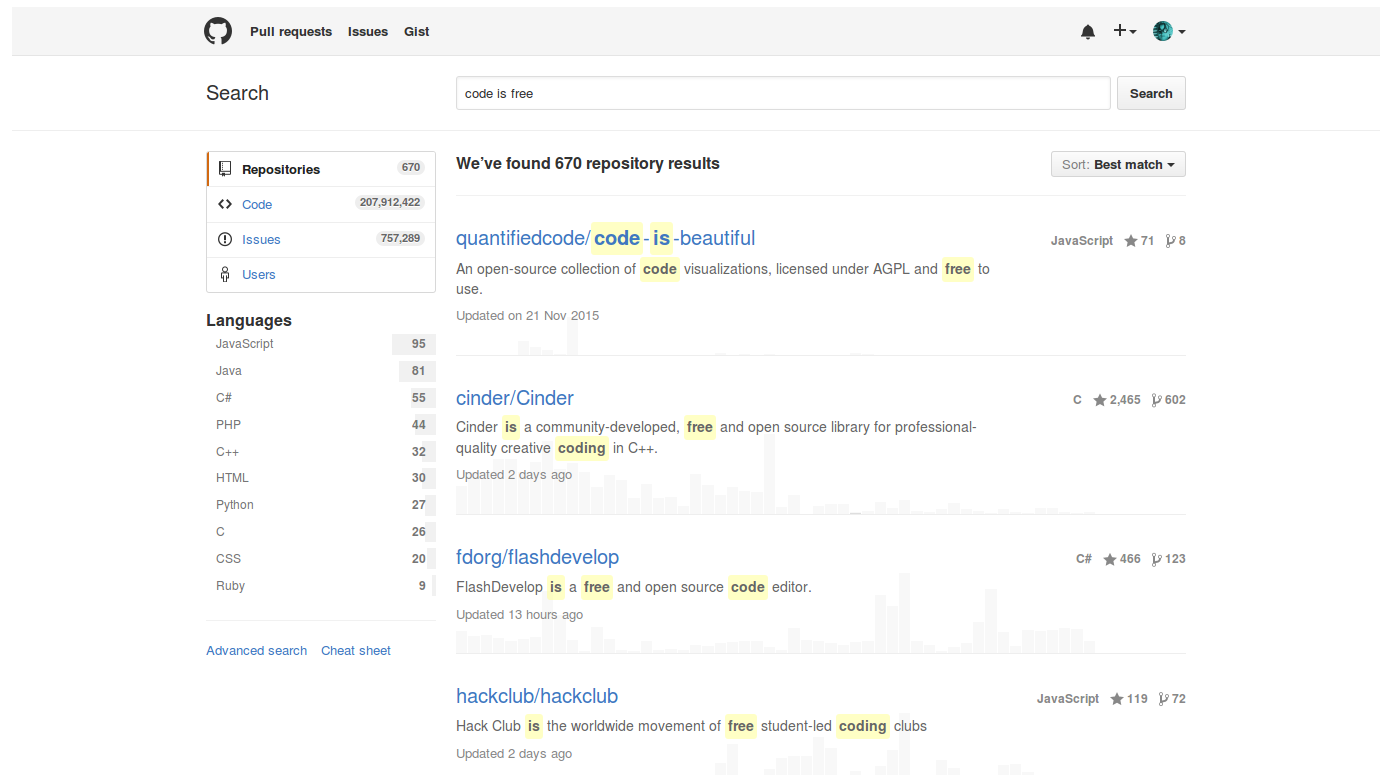 Pull requests Issues Gist
Search
code is free
Search
Repositories 670
Code 207,912,422
Issues 757,289
Users
Languages
JavaScript 95
Java 81
C# 55
PHP 44
C++ 32
HTML 30
Python 27
C 26
CSS 20
Ruby 9
Advanced search Cheat sheet
We’ve found 670 repository results
Sort: Best match
quantifiedcode/code-is-beautiful
JavaScript 71 8
An open-source collection of code visualizations, licensed under AGPL and free to
use.
Updated on 21 Nov 2015
cinder/Cinder
C 2,465 602
Cinder is a community-developed, free and open source library for professional-
quality creative coding in C++.
Updated 2 days ago
fdorg/flashdevelop
C# 466 123
FlashDevelop is a free and open source code editor.
Updated 13 hours ago
hackclub/hackclub
JavaScript 119 72
Hack Club is the worldwide movement of free student-led coding clubs
Updated 2 days ago